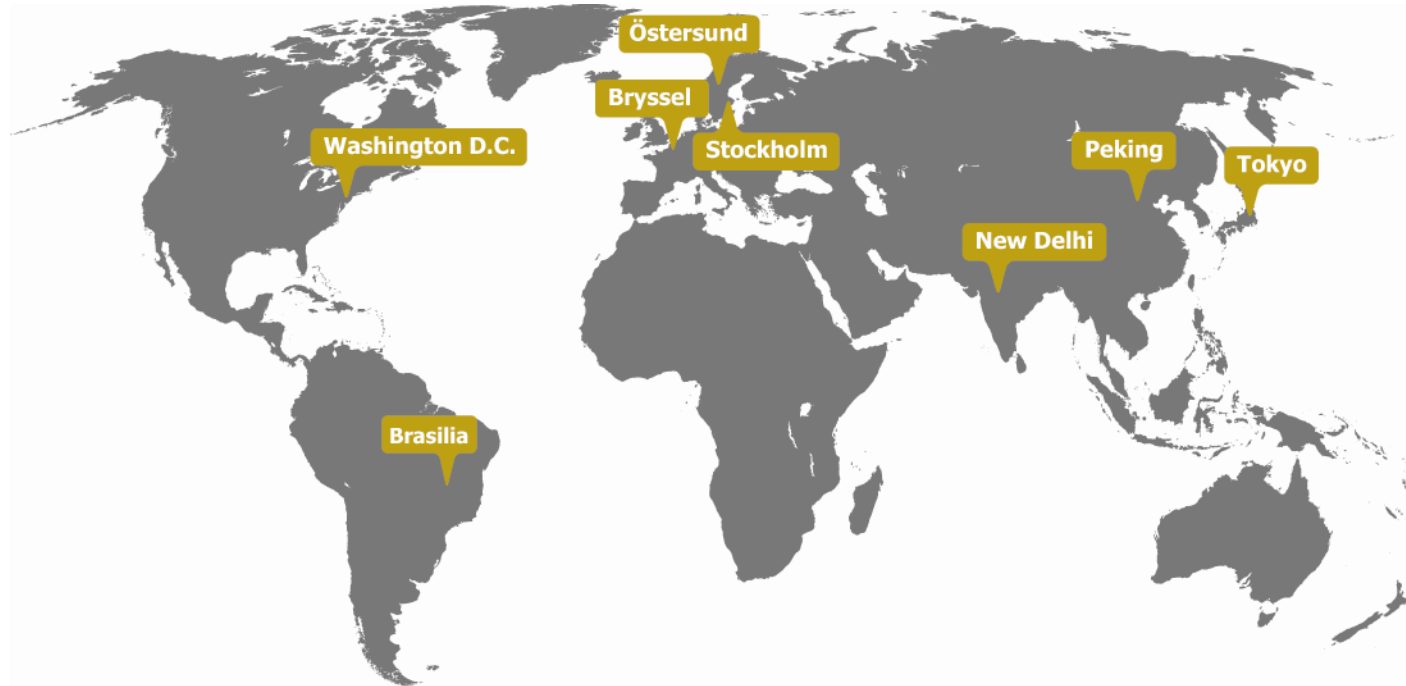 Östersund
Bryssel
Washington D.C.
Stockholm
Peking
Tokyo
New Delhi
Brasilia